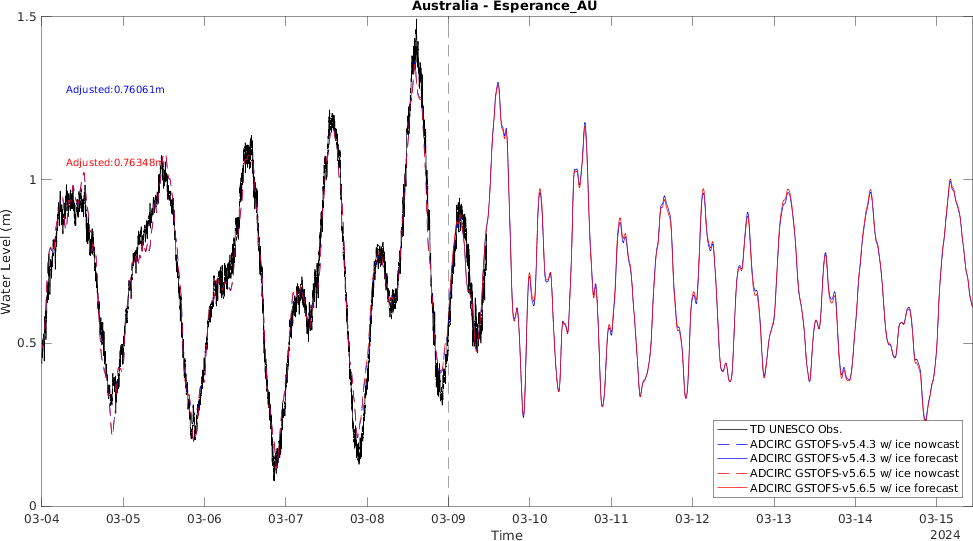 Australia - Esperance_AU
1.5
Adjusted:0.76061m
Adjusted:0.76348m
1
Water Level (m)
0.5
0
TD UNESCO Obs.
ADCIRC GSTOFS-v5.4.3 w/ ice nowcast
ADCIRC GSTOFS-v5.4.3 w/ ice forecast
ADCIRC GSTOFS-v5.6.5 w/ ice nowcast
ADCIRC GSTOFS-v5.6.5 w/ ice forecast
03-04 03-05 03-06 03-07 03-08 03-09 03-10 03-11 03-12 03-13 03-14 03-15
Time 2024